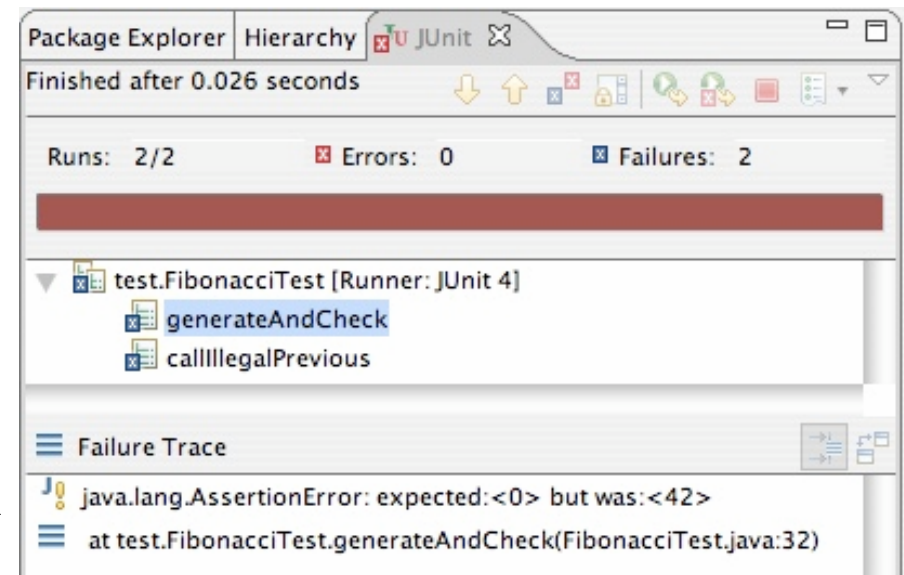 Package Explorer Hierarchy JU JUnit
Finished after 0.026 seconds
Runs: 2/2 Errors: 0 Failures: 2
test.FibonacciTest [Runner: JUnit 4]
generateAndCheck
callIllegalPrevious
Failure Trace
java.lang.AssertionError: expected:<0> but was:<42>
at test.FibonacciTest.generateAndCheck(FibonacciTest.java:32)